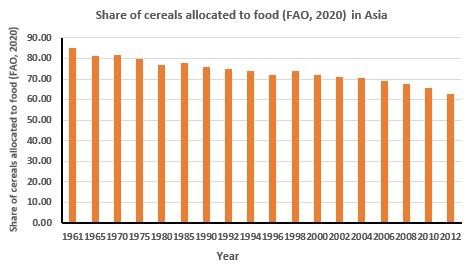 Share of cereals allocated to food (FAO, 2020) in Asia
Share of cereals allocated to food (FAO, 2020)
90.00
80.00
70.00
60.00
50.00
40.00
30.00
20.00
10.00
0.00
1961 1965 1970 1975 1980 1985 1990 1992 1994 1996 1998 2000 2002 2004 2006 2008 2010 2012
Year